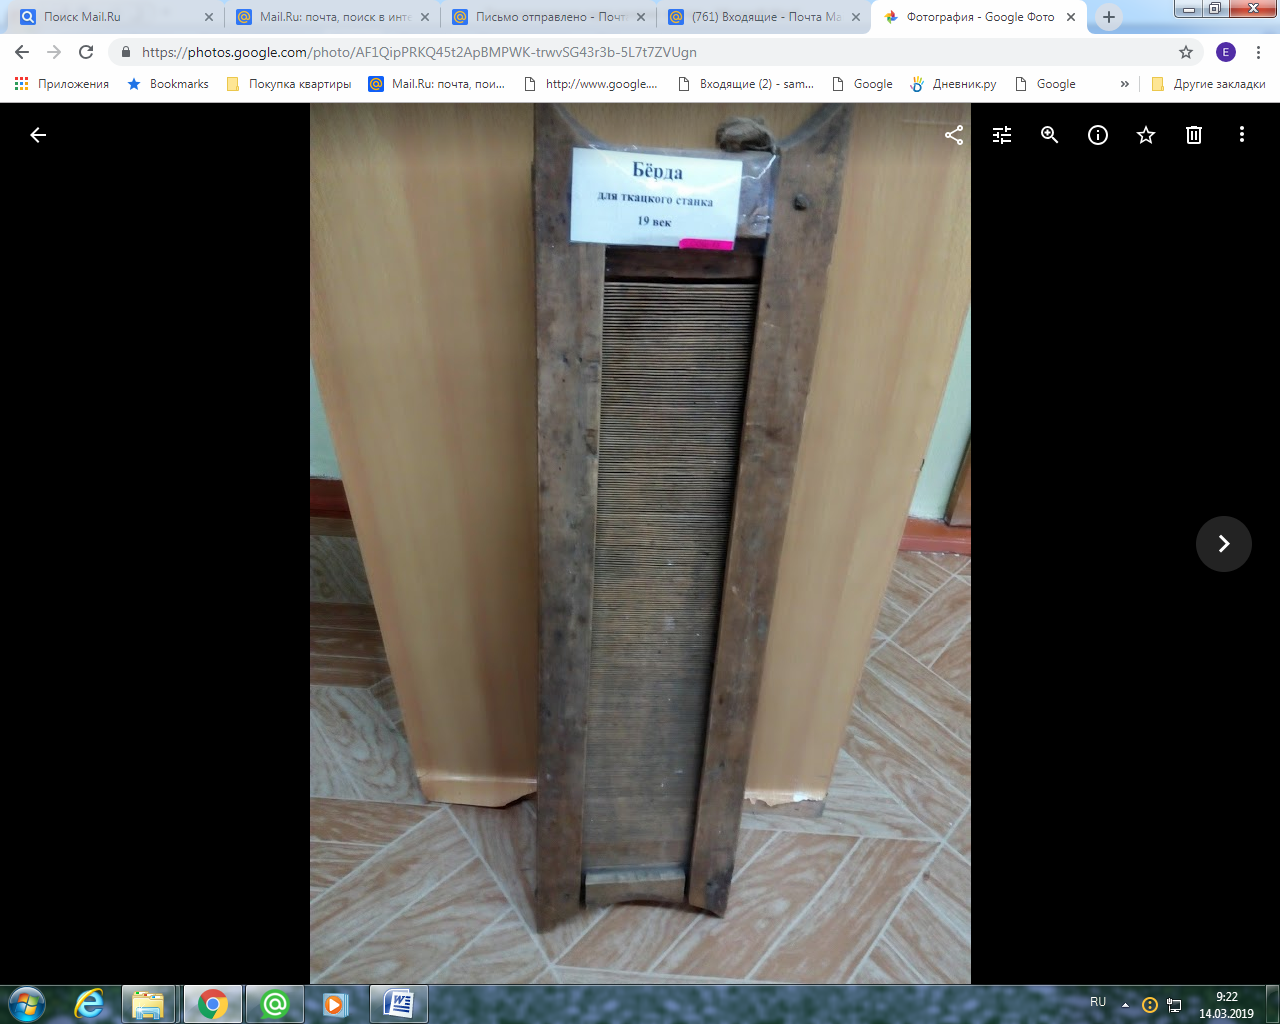 Поиск Mail.Ru
Mail.Ru: почта, поиск в инте
Письмо отправлено - Почт
(761) Входящие - Почта Ma
Фотография - Google Фото
https://photos.google.com/photo/AF1QipPRKQ45t2ApBMPWK-trwvSG43r3b-5L7t7ZVUgn
E
Приложения
Bookmarks
Покупка квартиры
Mail.Ru: почта, пои...
http://www.google....
Входящие (2) - sam...
Google
Дневник.ру
Google
»
Другие закладки
Бёрда
для ткацкого станка
19 век
RU
9:22
14.03.2019